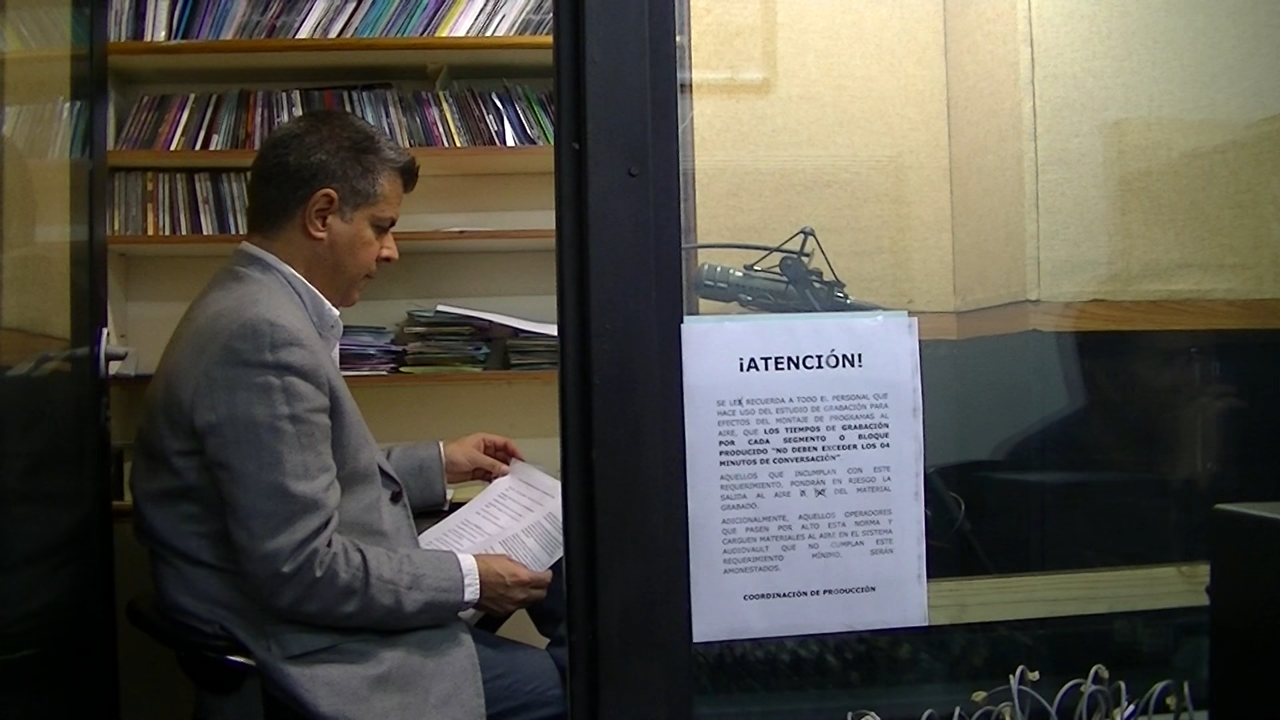 ¡ATENCIÓN!
SE LES RECUERDA A TODO EL PERSONAL QUE
HACE USO DEL ESTUDIO DE GRABACIÓN PARA
EFECTOS DEL MONTAJE DE PROGRAMAS AL
AIRE, QUE LOS TIEMPOS DE GRABACIÓN
POR CADA SEGMENTO O BLOQUE
PRODUCIDO "NO DEBEN EXCEDER LOS 04
MINUTOS DE CONVERSACIÓN".
AQUELLOS QUE INCUMPLAN CON ESTE
REQUERIMIENTO, PONDRÁN EN RIESGO LA
SALIDA AL AIRE DEL MATERIAL
GRABADO.
ADICIONALMENTE, AQUELLOS OPERADORES
QUE PASEN POR ALTO ESTA NORMA Y
CARGUEN MATERIALES AL AIRE EN EL SISTEMA
AUDIOVAULT QUE NO CUMPLAN ESTE
REQUERIMIENTO MÍNIMO, SERÁN
AMONESTADOS.
COORDINACIÓN DE PRODUCCIÓN